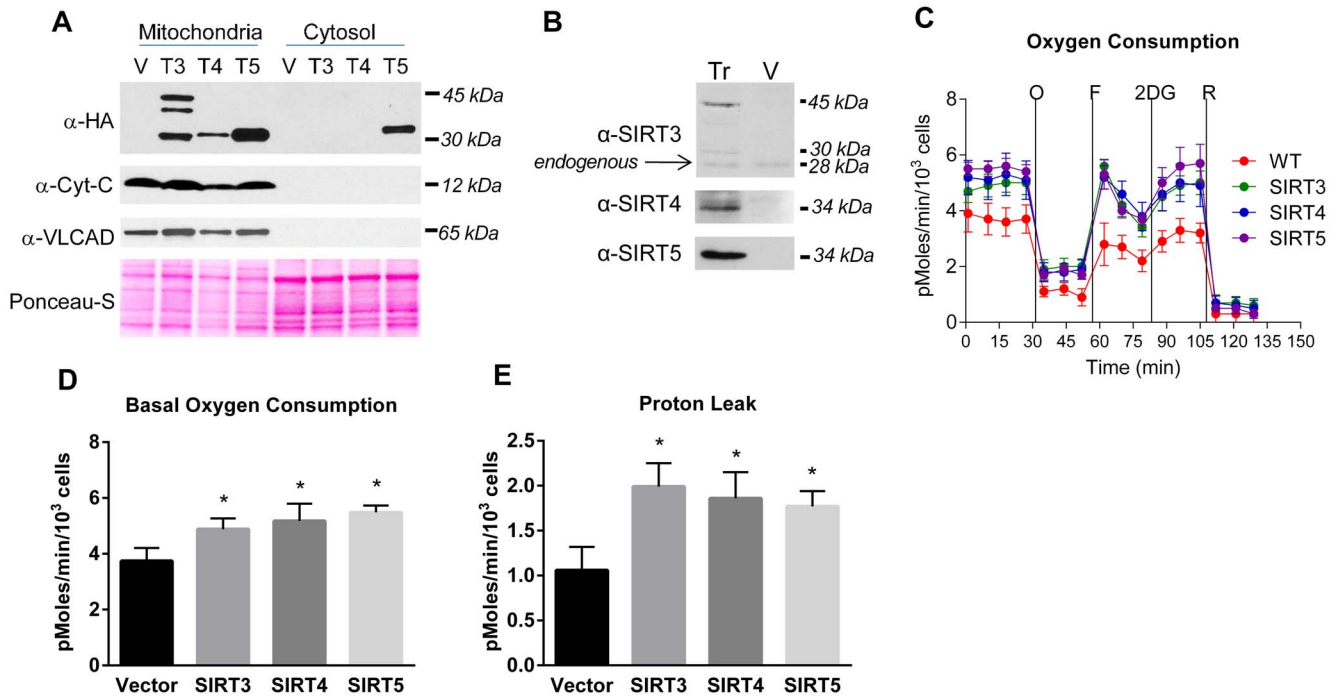 A
Mitochondria Cytosol
V T3 T4 T5 V T3 T4 T5
α-HA
45 kDa
30 kDa
α-Cyt-C
12 kDa
α-VLCAD
65 kDa
Ponceau-S
B
Tr V
α-SIRT3
45 kDa
30 kDa
endogenous
28 kDa
α-SIRT4
34 kDa
α-SIRT5
34 kDa
C
Oxygen Consumption
O F 2DG R
pMoles/min/10³ cells
8
6
4
2
0
0 15 30 45 60 75 90 105 120 135 150
Time (min)
WT
SIRT3
SIRT4
SIRT5
D
Basal Oxygen Consumption
pMoles/min/10³ cells
8
6
4
2
0
Vector SIRT3 SIRT4 SIRT5
* * *
E
Proton Leak
pMoles/min/10³ cells
2.5
2.0
1.5
1.0
0.5
0.0
Vector SIRT3 SIRT4 SIRT5
* * *